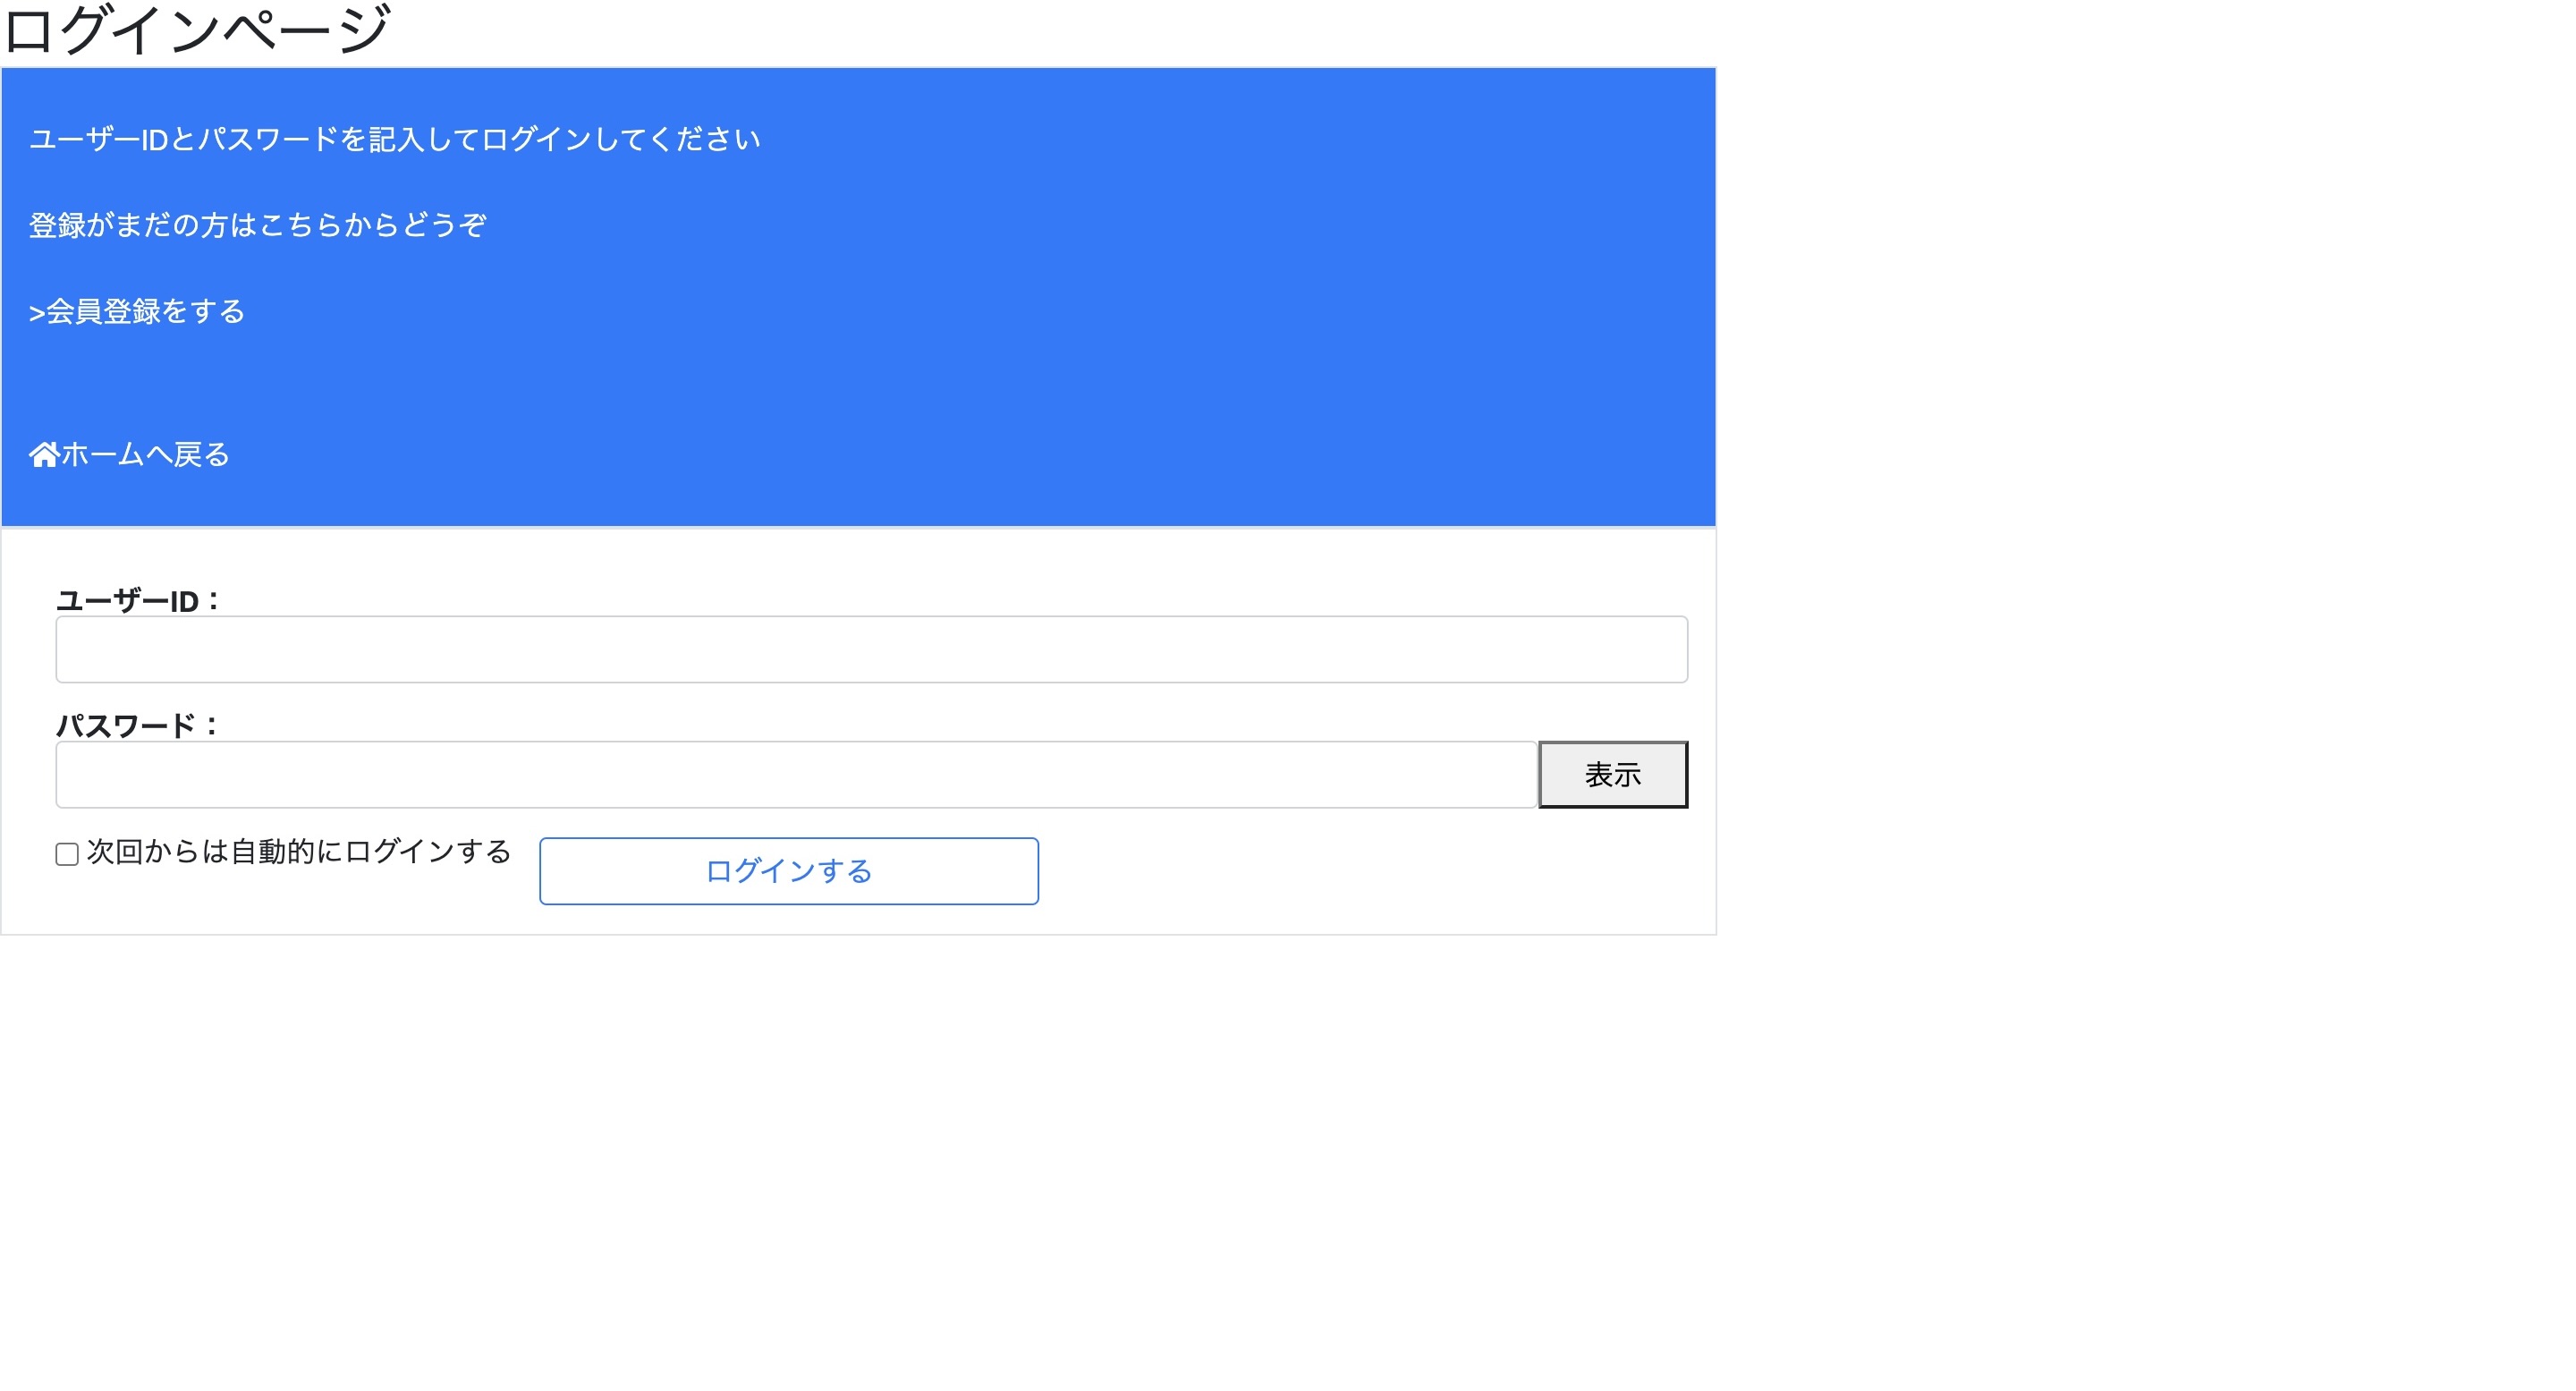 ログインページ
ユーザーIDとパスワードを記入してログインしてください
登録がまだの方はこちらからどうぞ
>会員登録をする
ホームへ戻る
ユーザーID：
パスワード：
表示
次回からは自動的にログインする
ログインする